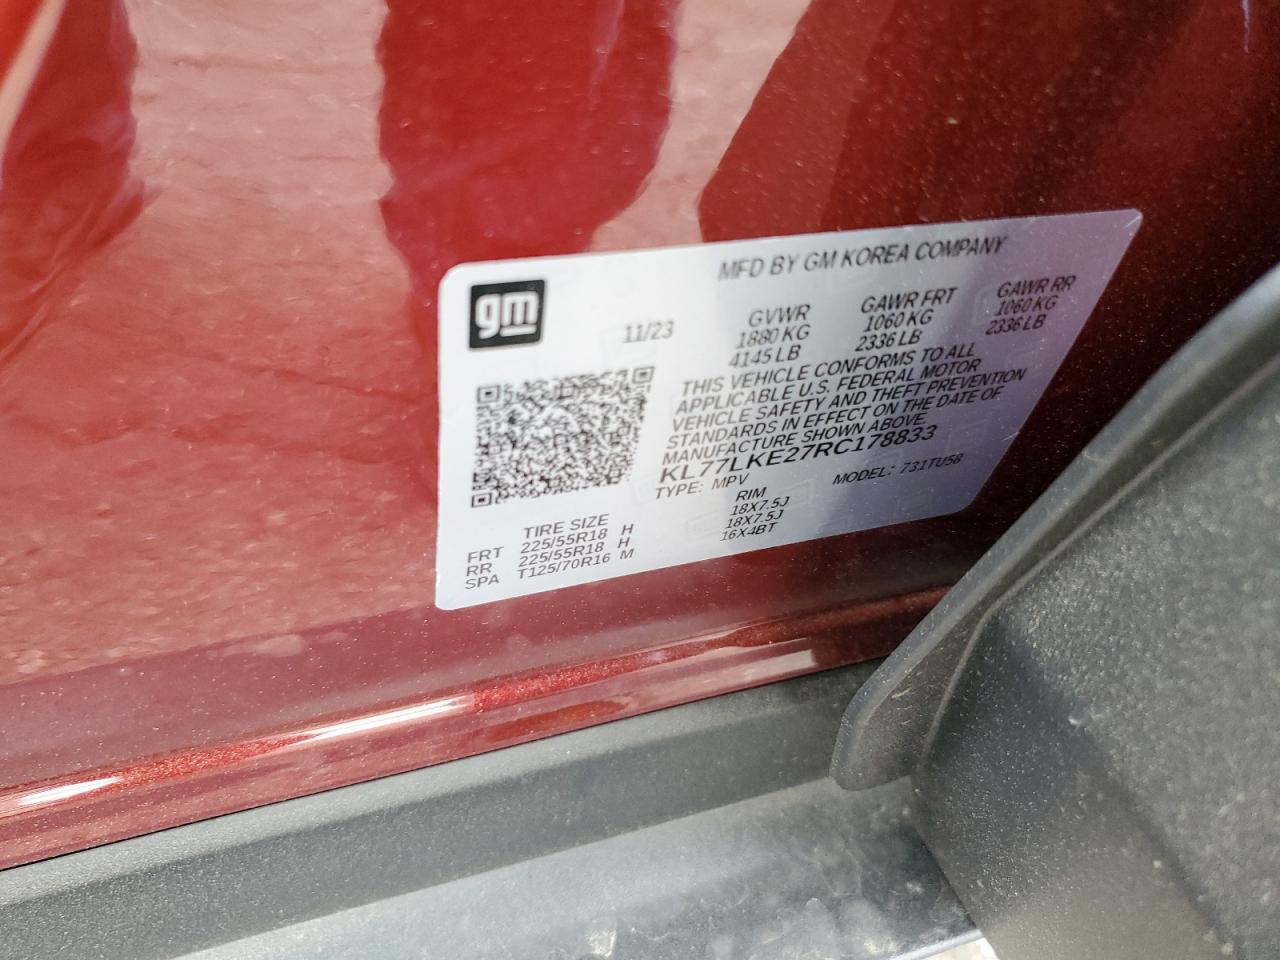 gm
MFD BY GM KOREA COMPANY
11/23
GVWR GAWR FRT GAWR RR
1880 KG 1060 KG 1060 KG
4145 LB 2336 LB 2336 LB
THIS VEHICLE CONFORMS TO ALL
APPLICABLE U.S. FEDERAL MOTOR
VEHICLE SAFETY AND THEFT PREVENTION
STANDARDS IN EFFECT ON THE DATE OF
MANUFACTURE SHOWN ABOVE.
KL77LKE27RC178833
TYPE: MPV MODEL: 731TU58
TIRE SIZE RIM
FRT 225/55R18 H 18X7.5J
RR 225/55R18 H 18X7.5J
SPA T125/70R16 M 16X4BT